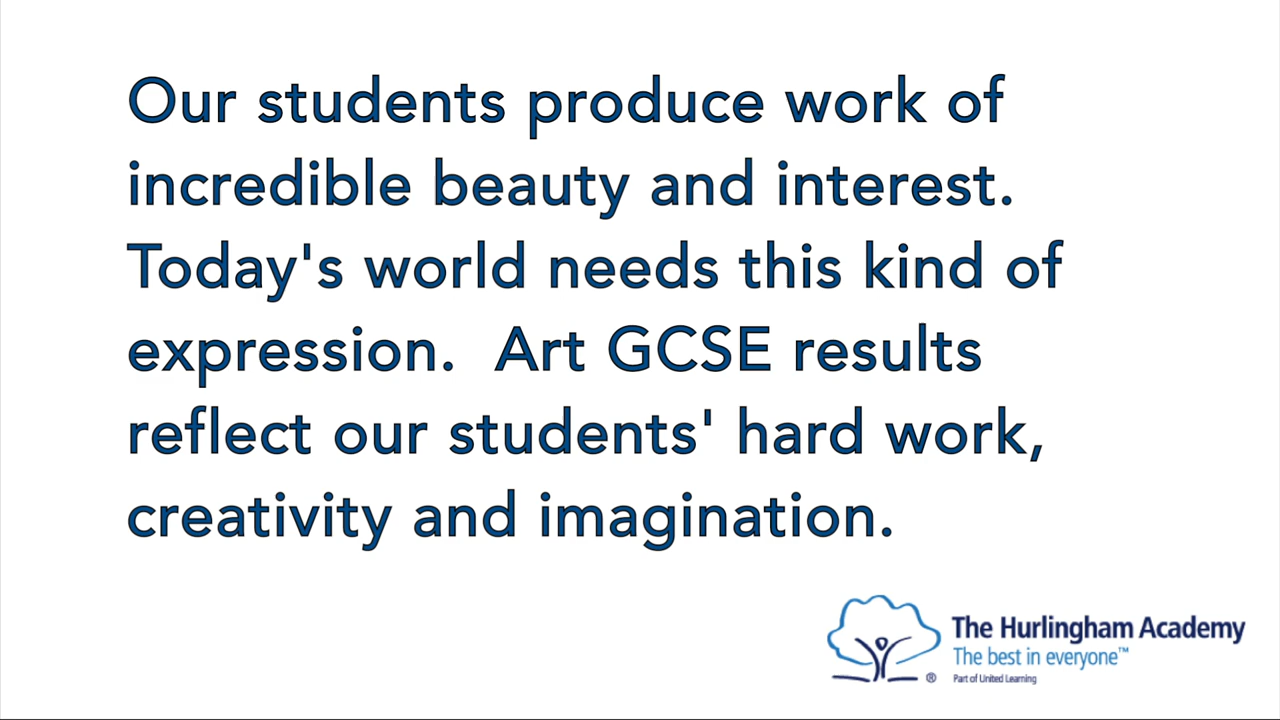 Our students produce work of
incredible beauty and interest.
Today's world needs this kind of
expression.  Art GCSE results
reflect our students' hard work,
creativity and imagination.
The Hurlingham Academy
The best in everyone™
® Part of United Learning